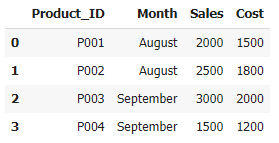 Product_ID Month Sales Cost
0 P001 August 2000 1500
1 P002 August 2500 1800
2 P003 September 3000 2000
3 P004 September 1500 1200